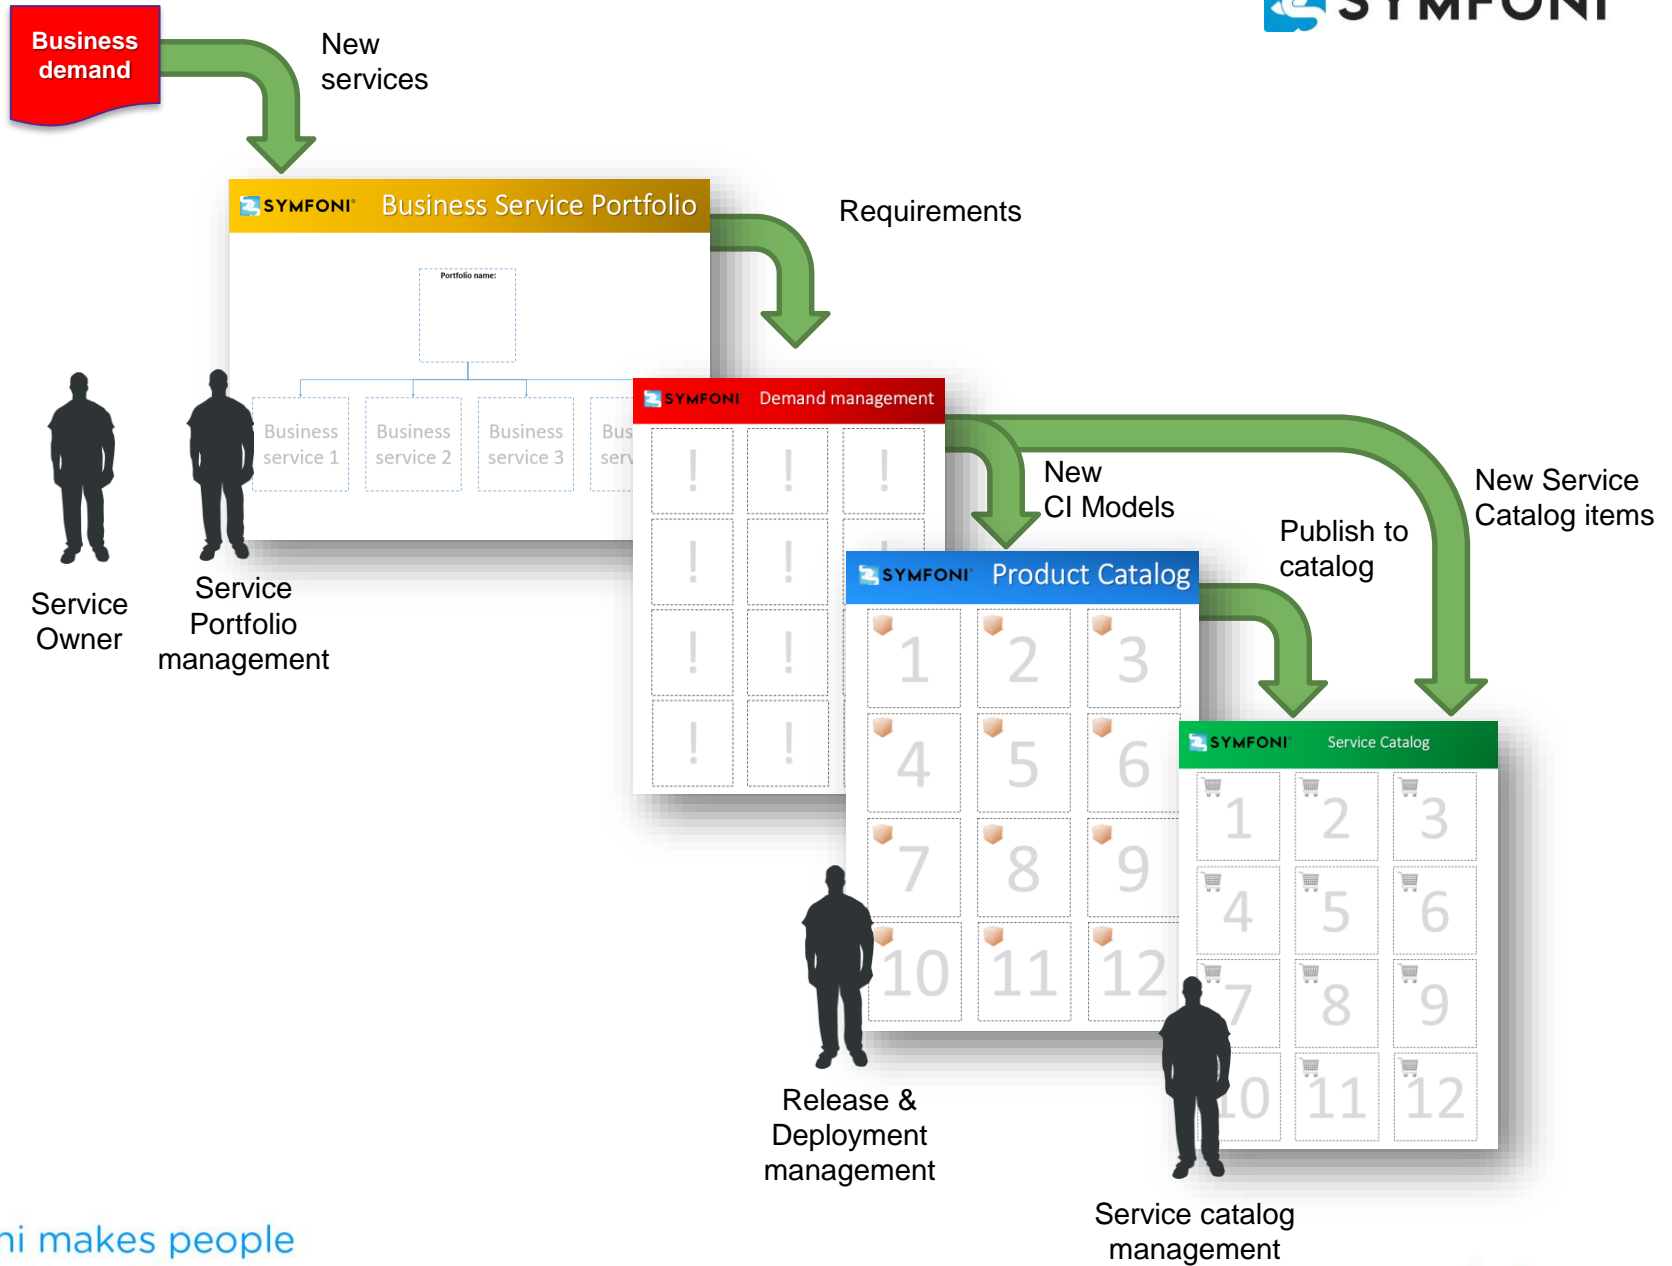 SYMFONI
Business
demand
New
services
SYMFONI® Business Service Portfolio
Requirements
Portfolio name:
Business
service 1
Business
service 2
Business
service 3
SYMFONI Demand management
! ! !
! !
! !
! !
New
CI Models
New Service
Catalog items
Publish to
catalog
SYMFONI® Product Catalog
1 2 3
4 5 6
7 8 9
10 11 12
SYMFONI® Service Catalog
1 2 3
4 5 6
7 8 9
10 11 12
Service
Owner
Service
Portfolio
management
Release &
Deployment
management
Service catalog
management
makes people